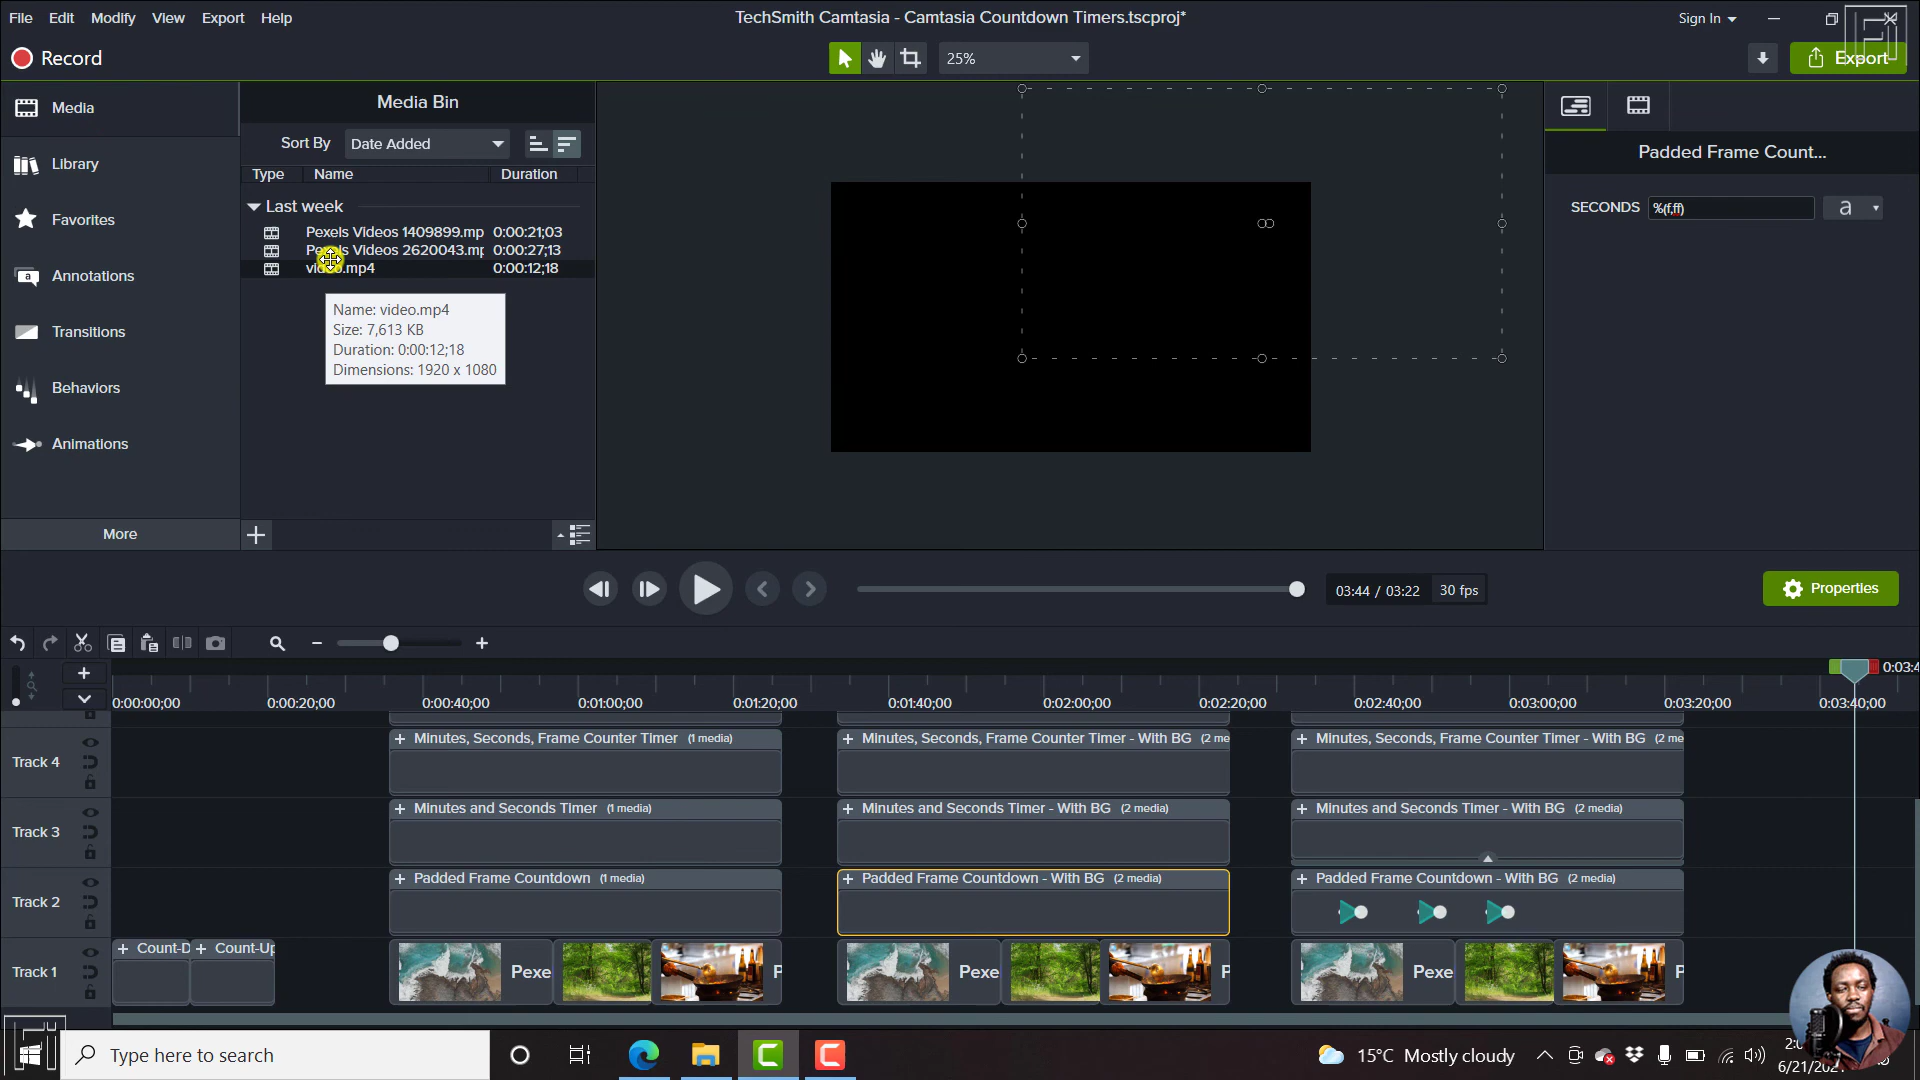 File Edit Modify View Export Help
TechSmith Camtasia - Camtasia Countdown Timers.tscproj*
Sign In
Record
25%
Export
Media
Library
Favorites
Annotations
Transitions
Behaviors
Animations
More
Media Bin
Sort By Date Added
Type Name Duration
Last week
Pexels Videos 1409899.mp 0:00:21;03
Pexels Videos 2620043.mp 0:00:27;13
video.mp4 0:00:12;18
Name: video.mp4
Size: 7,613 KB
Duration: 0:00:12;18
Dimensions: 1920 x 1080
Padded Frame Count...
SECONDS %(f,ff) a
03:44 / 03:22 30 fps
Properties
0:03:4
0:00:00;00 0:00:20;00 0:00:40;00 0:01:00;00 0:01:20;00 0:01:40;00 0:02:00;00 0:02:20;00 0:02:40;00 0:03:00;00 0:03:20;00 0:03:40;00
Track 4
Minutes, Seconds, Frame Counter Timer (1 media)
Minutes, Seconds, Frame Counter Timer - With BG (2 me
Minutes, Seconds, Frame Counter Timer - With BG (2 me
Track 3
Minutes and Seconds Timer (1 media)
Minutes and Seconds Timer - With BG (2 media)
Minutes and Seconds Timer - With BG (2 media)
Track 2
Padded Frame Countdown (1 media)
Padded Frame Countdown - With BG (2 media)
Padded Frame Countdown - With BG (2 media)
Track 1
Count-D Count-Up
Pexe P
Pexe P
Pexe P
Type here to search
15°C Mostly cloudy